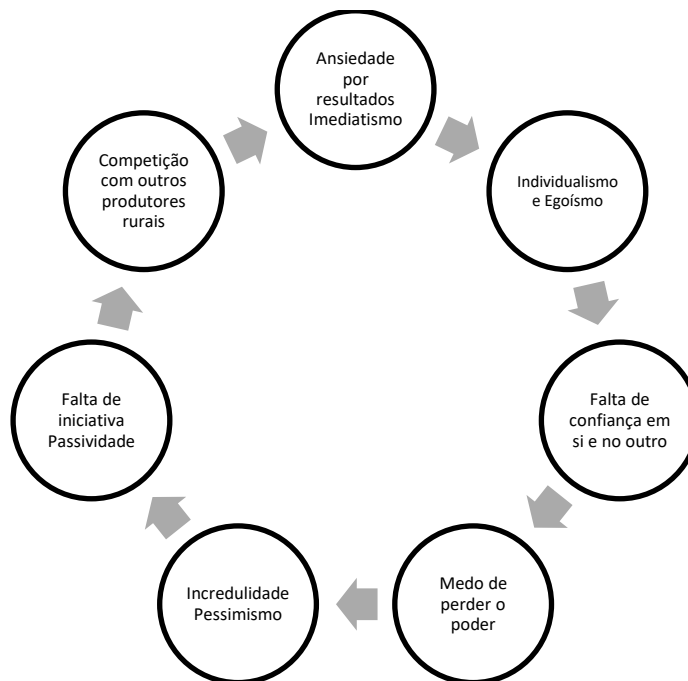 Ansiedade
por
resultados
Imediatismo
Individualismo
e Egoísmo
Falta de
confiança em
si e no outro
Medo de
perder o
poder
Incredulidade
Pessimismo
Falta de
iniciativa
Passividade
Competição
com outros
produtores
rurais